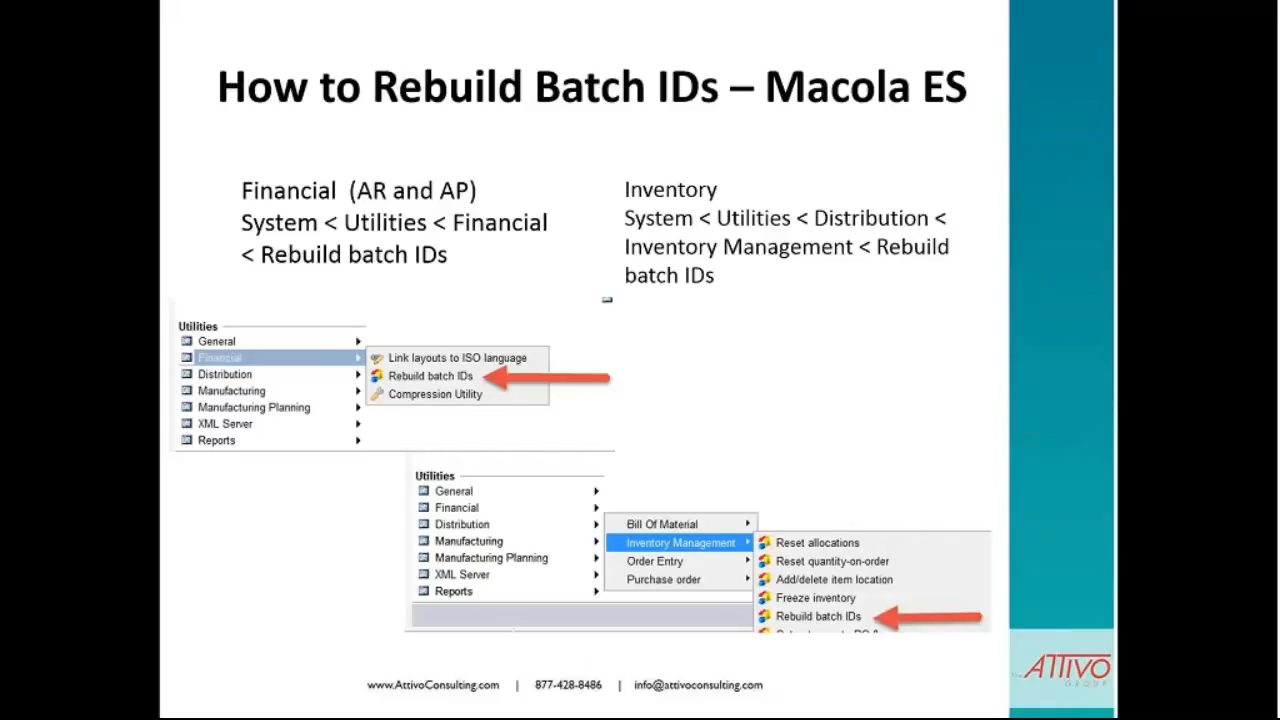 How to Rebuild Batch IDs – Macola ES
Financial (AR and AP)
System < Utilities < Financial
< Rebuild batch IDs
Inventory
System < Utilities < Distribution <
Inventory Management < Rebuild
batch IDs
Utilities
General
Financial
Distribution
Manufacturing
Manufacturing Planning
XML Server
Reports
Link layouts to ISO language
Rebuild batch IDs
Compression Utility
Utilities
General
Financial
Distribution
Manufacturing
Manufacturing Planning
XML Server
Reports
Bill Of Material
Inventory Management
Order Entry
Purchase order
Reset allocations
Reset quantity-on-order
Add/delete item location
Freeze inventory
Rebuild batch IDs
www.AttivoConsulting.com | 877-428-8486 | info@attivoconsulting.com
ATTIVO
GROUP